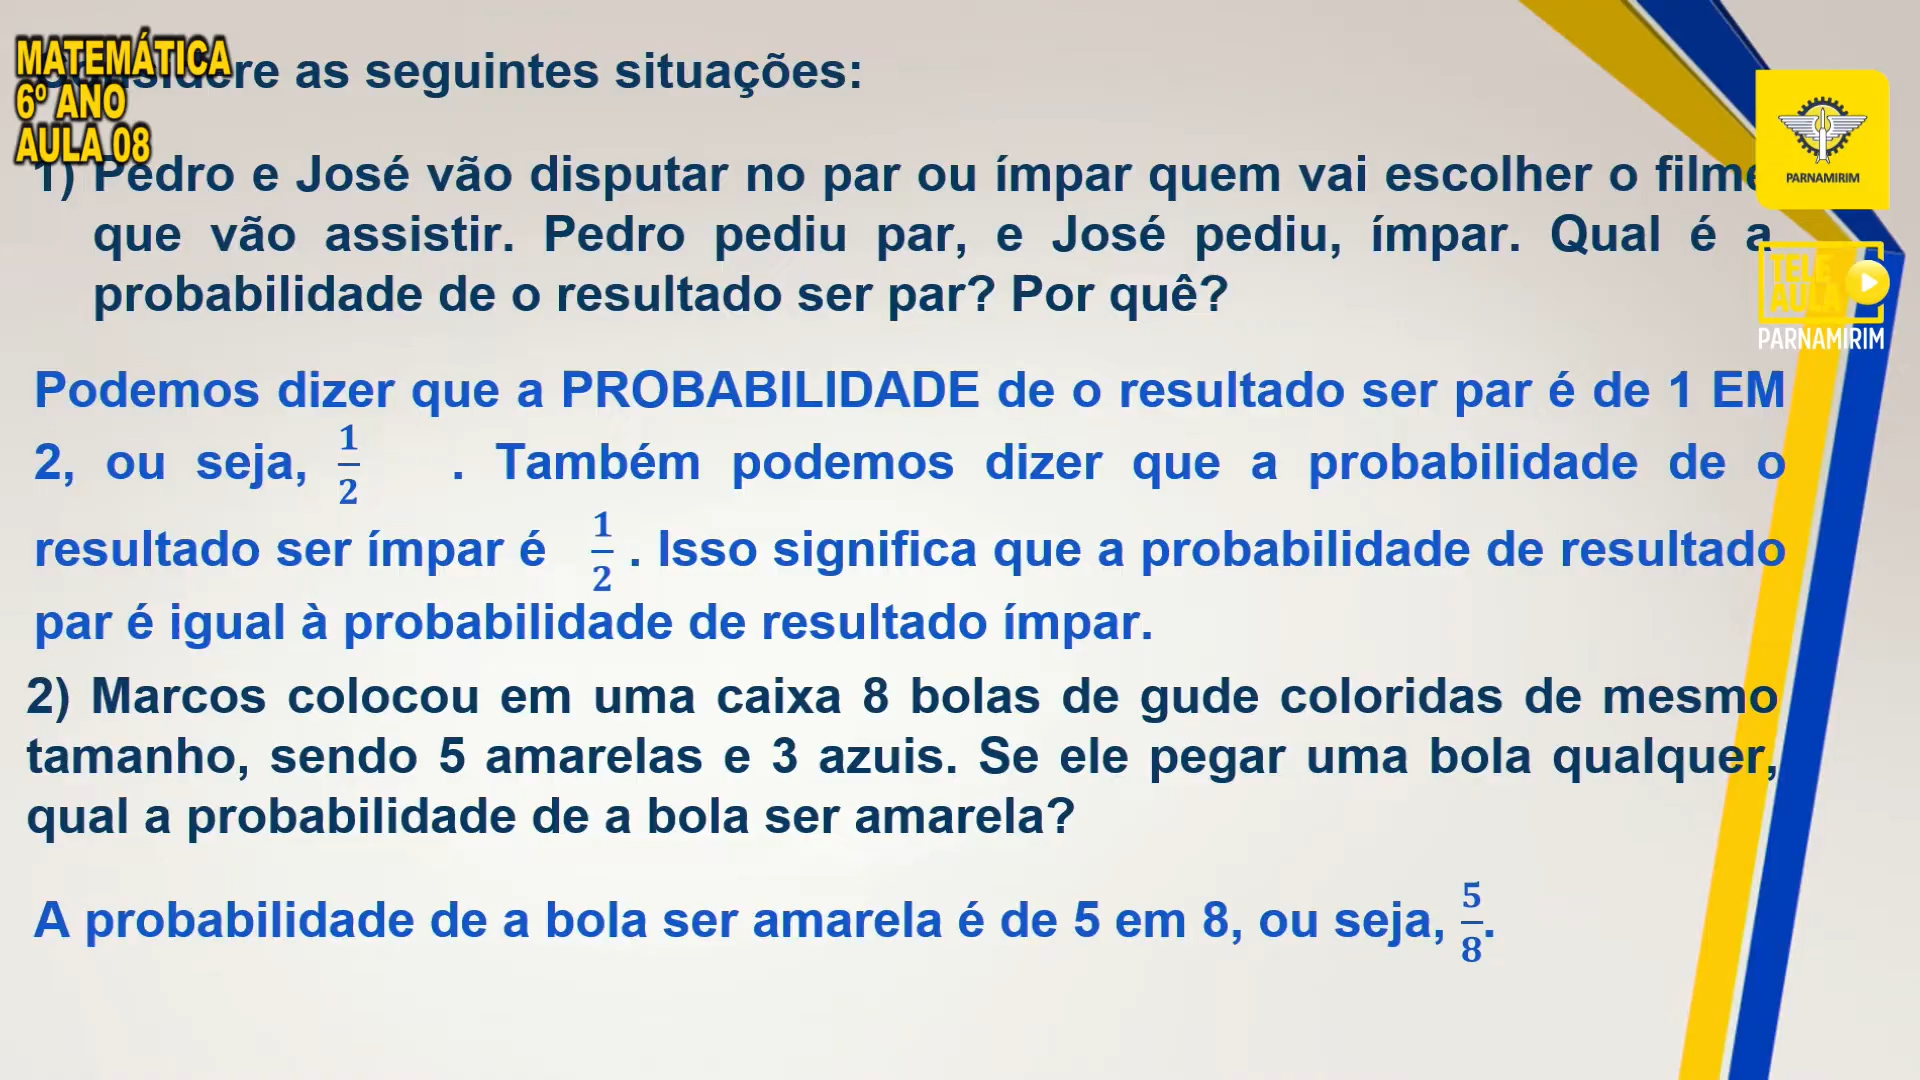 MATEMÁTICA
6º ANO
AULA 08
as seguintes situações:
1) Pedro e José vão disputar no par ou ímpar quem vai escolher o filme
que vão assistir. Pedro pediu par, e José pediu, ímpar. Qual é a
probabilidade de o resultado ser par? Por quê?
Podemos dizer que a PROBABILIDADE de o resultado ser par é de 1 EM
2, ou seja, 1/2 . Também podemos dizer que a probabilidade de o
resultado ser ímpar é 1/2 . Isso significa que a probabilidade de resultado
par é igual à probabilidade de resultado ímpar.
2) Marcos colocou em uma caixa 8 bolas de gude coloridas de mesmo
tamanho, sendo 5 amarelas e 3 azuis. Se ele pegar uma bola qualquer,
qual a probabilidade de a bola ser amarela?
A probabilidade de a bola ser amarela é de 5 em 8, ou seja, 5/8.
PARNAMIRIM
TELE
AULA
PARNAMIRIM